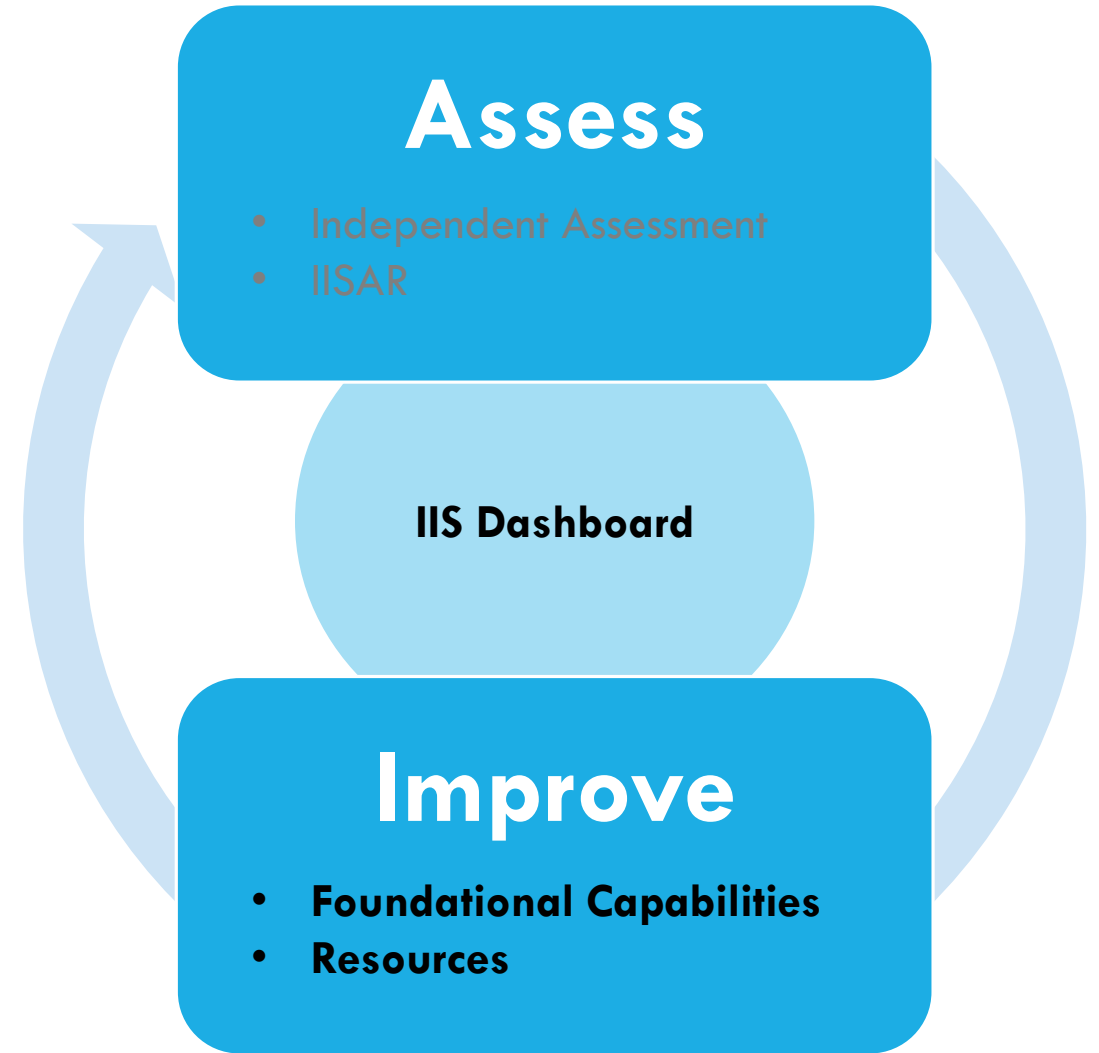 Assess
• Independent Assessment
• IISAR
IIS Dashboard
Improve
• Foundational Capabilities
• Resources